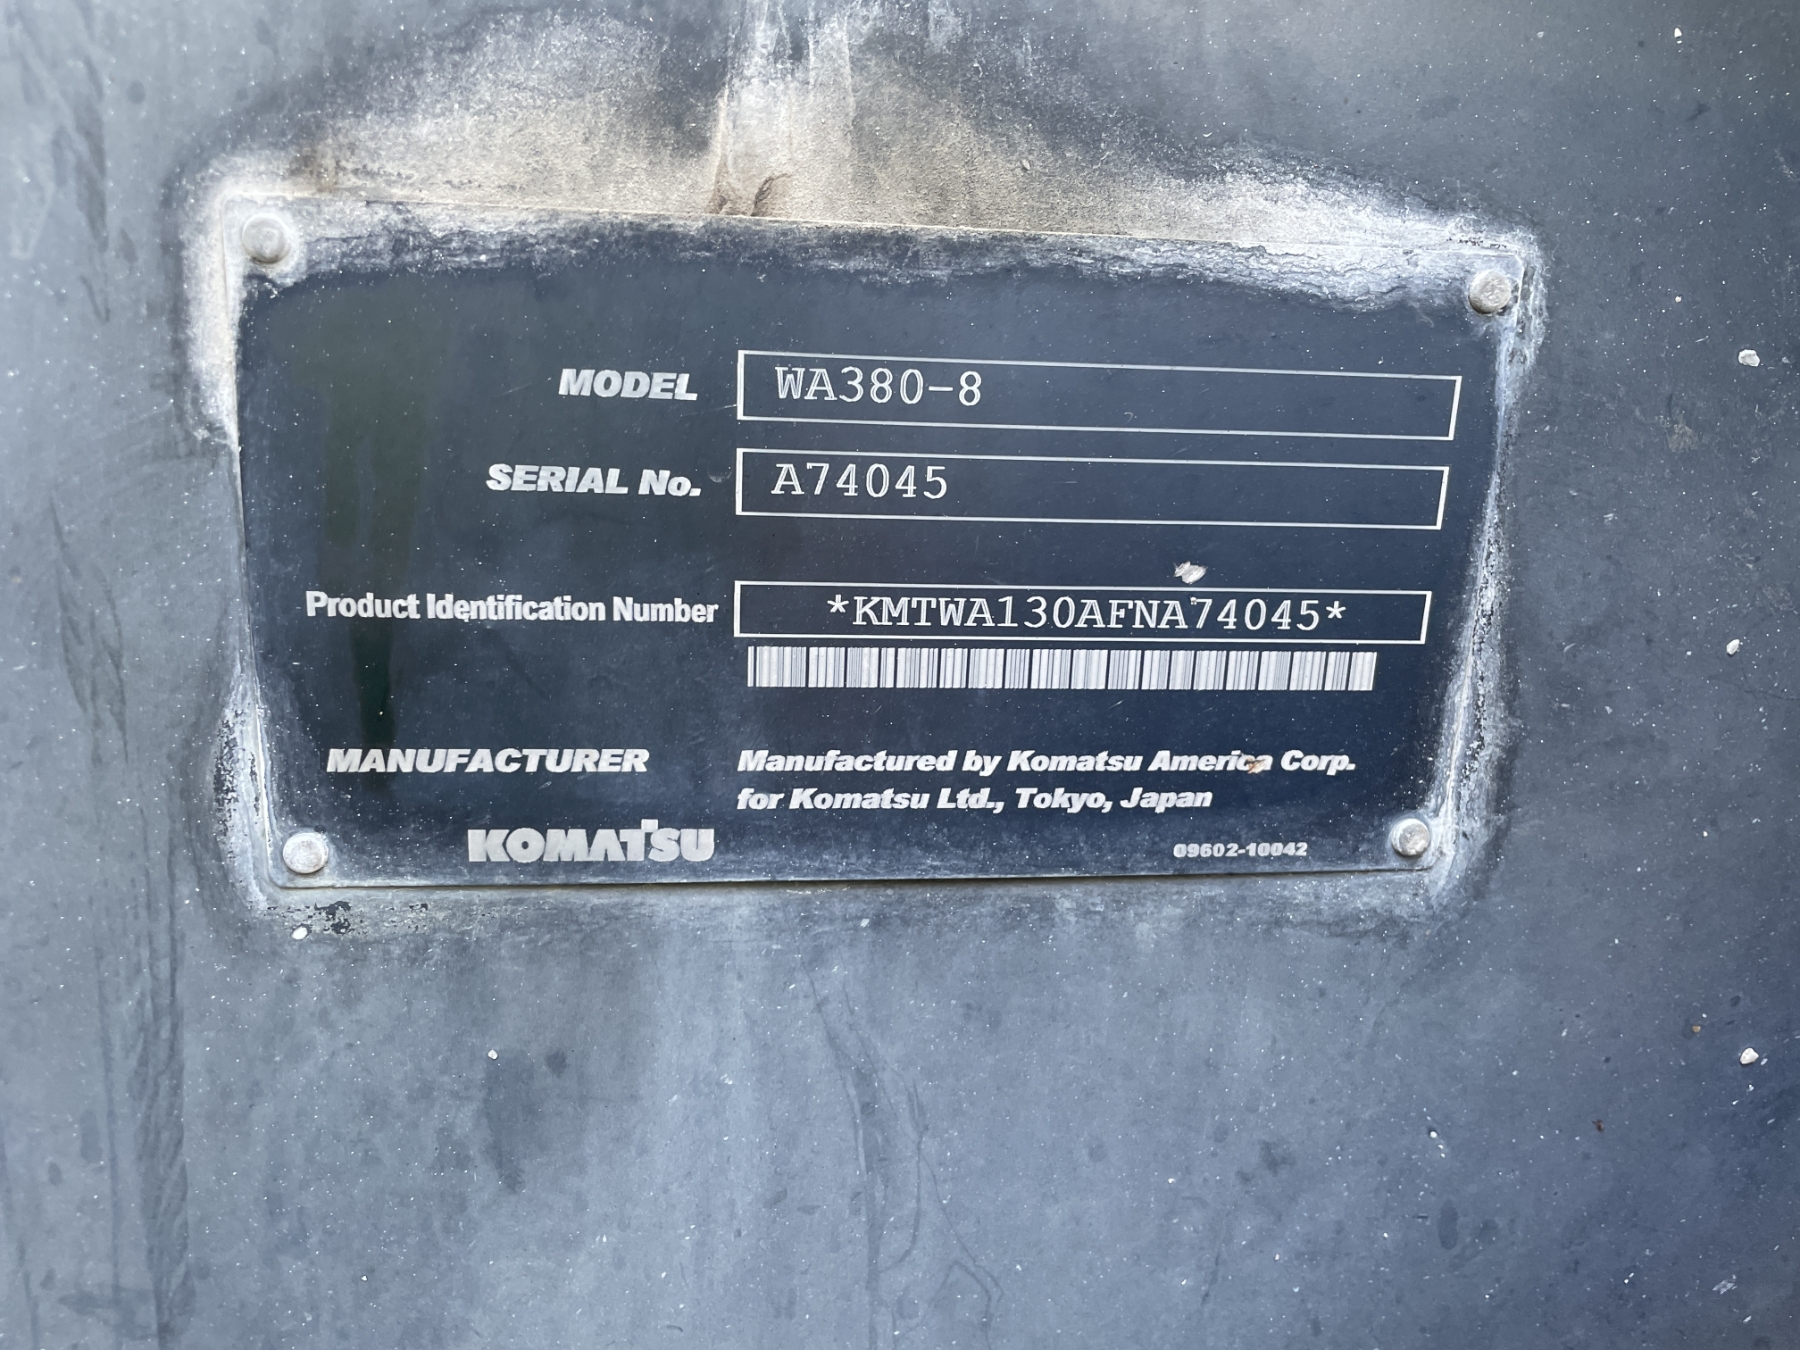 MODEL WA380-8
SERIAL No. A74045
Product Identification Number *KMTWA130AFNA74045*
MANUFACTURER Manufactured by Komatsu America Corp.
for Komatsu Ltd., Tokyo, Japan
KOMATSU 09602-10042